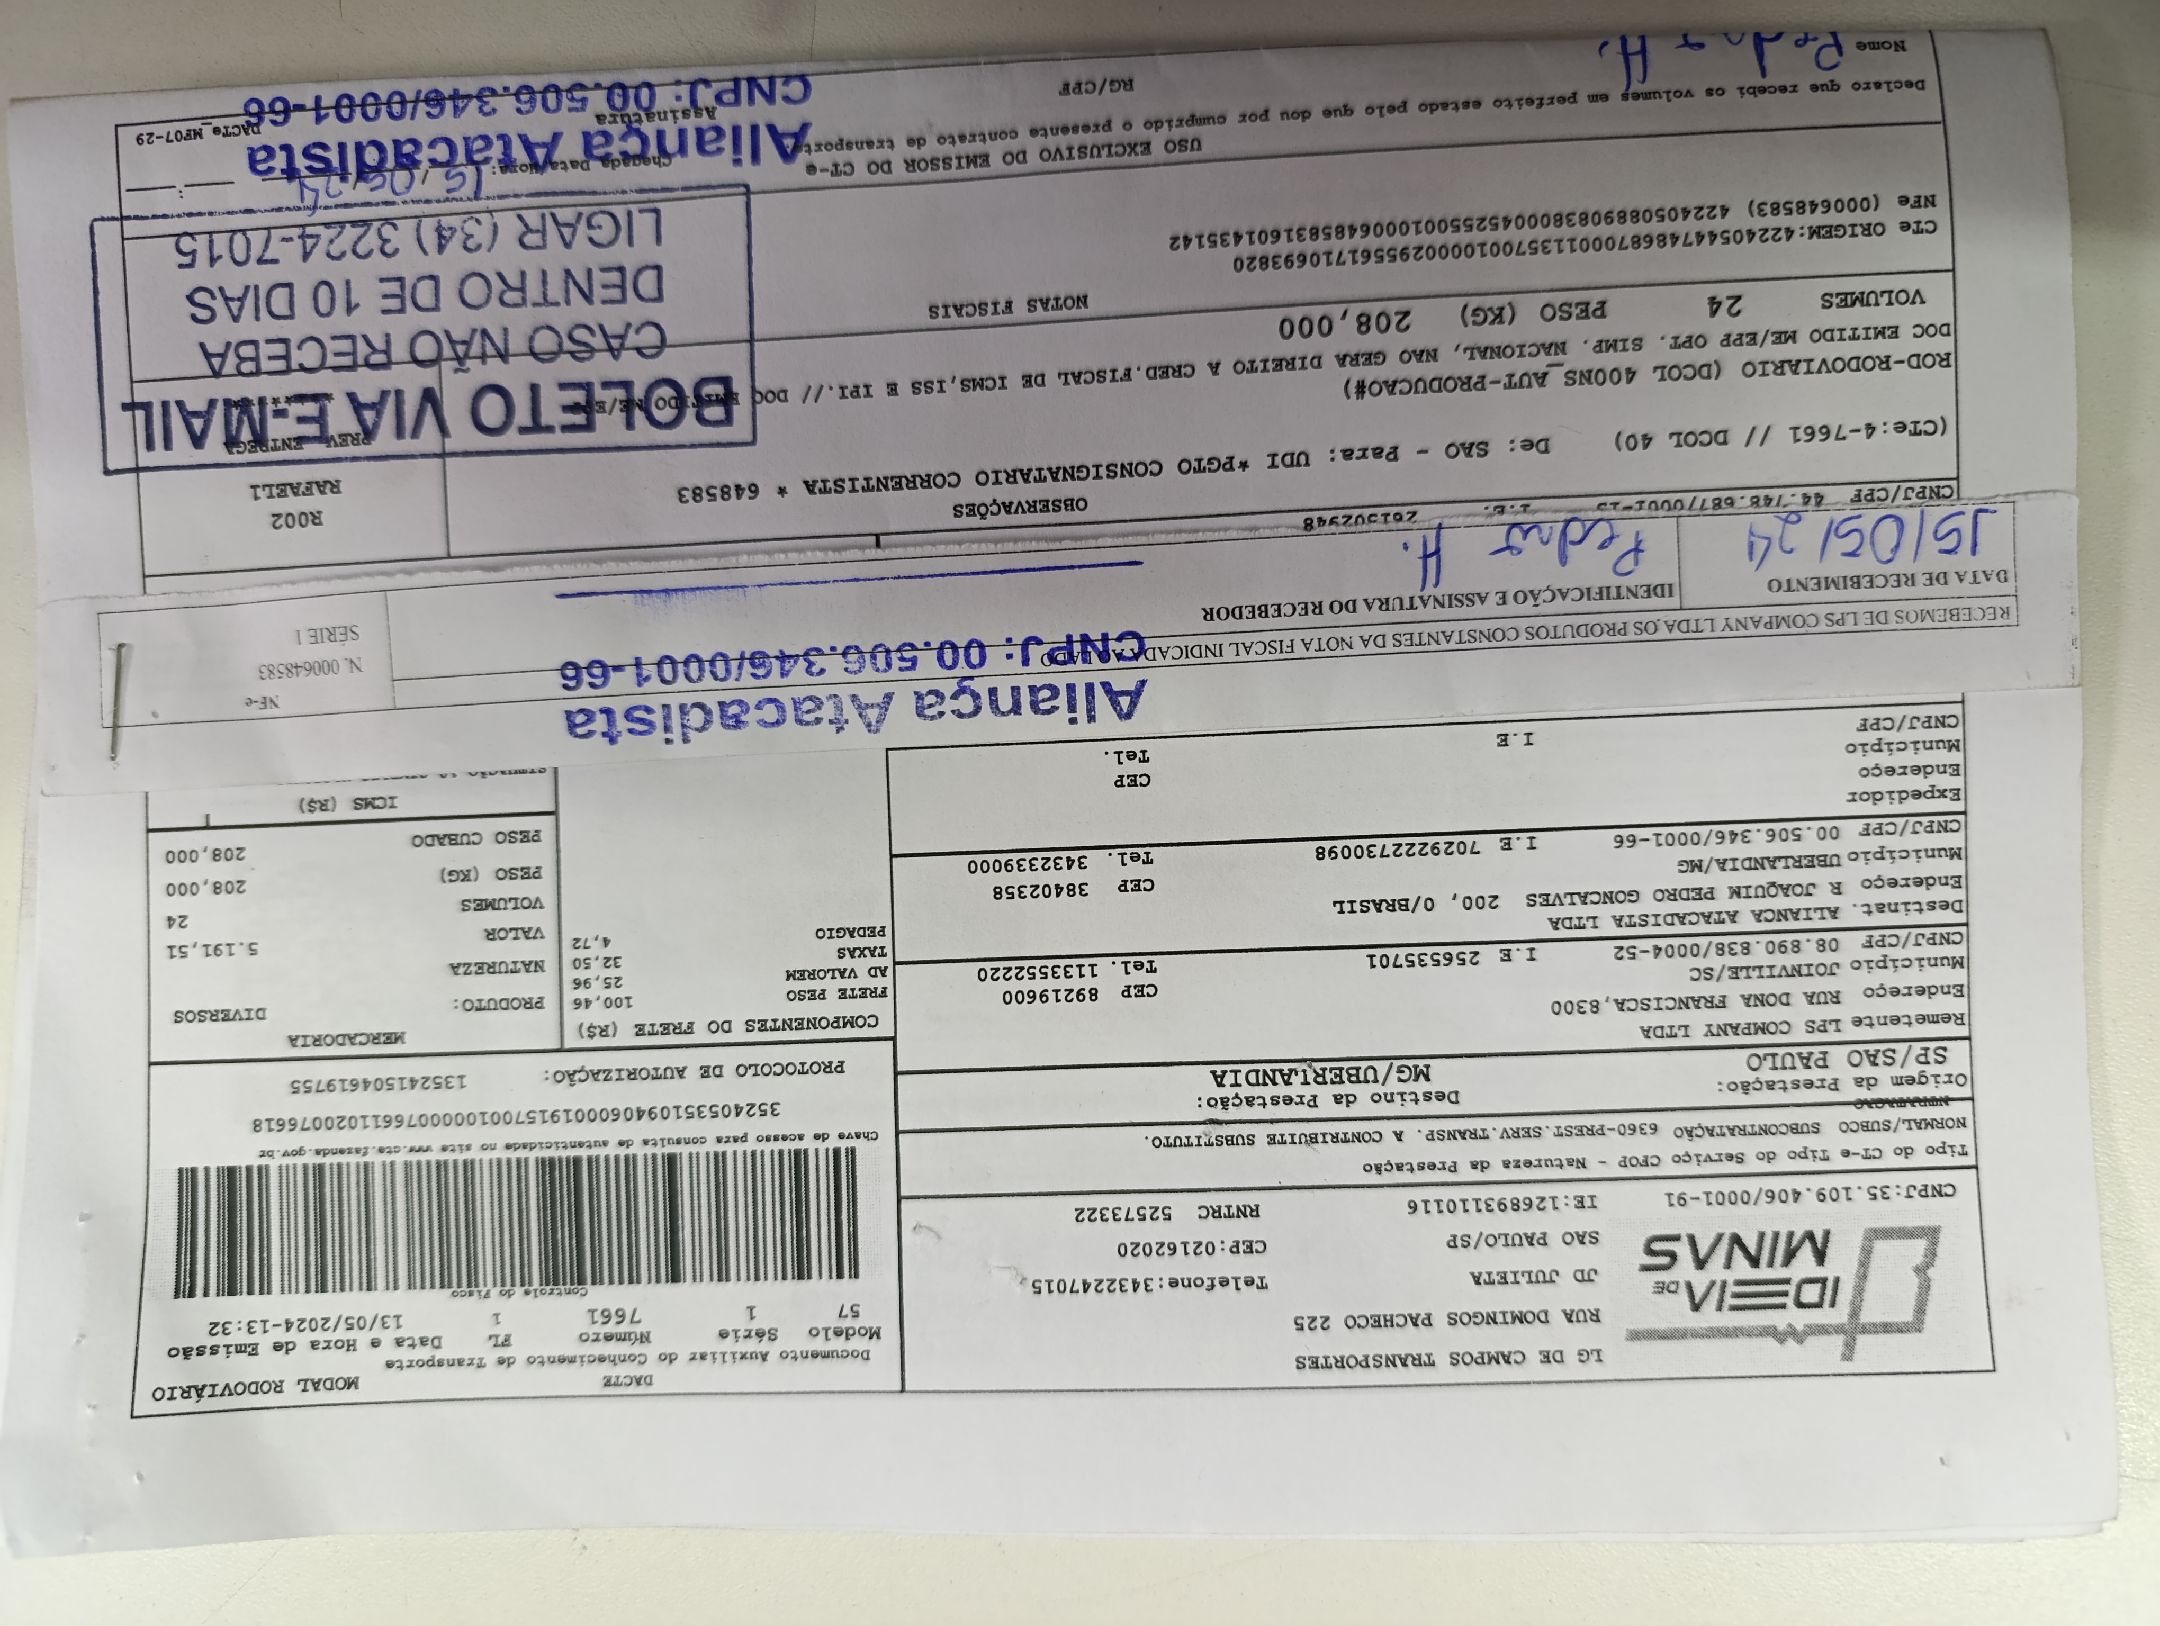 LG DE CAMPOS TRANSPORTES
RUA DOMINGOS PACHECO 225
JD JULIETA Telefone:3432247015
SAO PAULO/SP CEP:02162020
IDEIA DE MINAS
CNPJ:35.109.406/0001-91 IE:126893110116 RNTRC 52573322
DACTE MODAL RODOVIÁRIO
Documento Auxiliar do Conhecimento de Transporte
Modelo Série Número FL Data e Hora de Emissão
57 1 7661 1 13/05/2024-13:32
Controle do Fisco
Chave de acesso para consulta de autenticidade no site www.cte.fazenda.gov.br
35240535109406000191570010000076611020076618
PROTOCOLO DE AUTORIZAÇÃO: 135241504619755
Tipo do CT-e Tipo do Serviço CFOP - Natureza da Prestação
NORMAL/SUBCO SUBCONTRATAÇÃO 6360-PREST.SERV.TRANSP. A CONTRIBUITE SUBSTITUTO.
Origem da Prestação: Destino da Prestação:
SP/SAO PAULO MG/UBERLANDIA
Remetente LPS COMPANY LTDA
Endereço RUA DONA FRANCISCA,8300
Município JOINVILLE/SC CEP 89219600
CNPJ/CPF 08.890.838/0004-52 I.E 256535701 Tel. 1133552220
Destinat. ALIANCA ATACADISTA LTDA
Endereço R JOAQUIM PEDRO GONCALVES 200, 0/BRASIL
Município UBERLANDIA/MG CEP 38402358
CNPJ/CPF 00.506.346/0001-66 I.E 7029222730098 Tel. 3432339000
Expedidor
Endereço
Município CEP
CNPJ/CPF I.E Tel.
COMPONENTES DO FRETE (R$)
FRETE PESO 100,46
AD VALOREM 25,96
TAXAS 32,50
PEDAGIO 4,72
MERCADORIA
PRODUTO: DIVERSOS
NATUREZA
VALOR 5.191,51
VOLUMES 24
PESO (KG) 208,000
PESO CUBADO 208,000
ICMS (R$)
Aliança Atacadista
CNPJ: 00.506.346/0001-66
RECEBEMOS DE LPS COMPANY LTDA OS PRODUTOS CONSTANTES DA NOTA FISCAL INDICADA AO LADO
DATA DE RECEBIMENTO IDENTIFICAÇÃO E ASSINATURA DO RECEBEDOR
15/05/24 Pedro H.
NF-e
N. 000648583
SÉRIE 1
CNPJ/CPF 44.748.687/0001-13 I.E. 261502948
OBSERVAÇÕES
(CTe:4-7661 // DCOL 40) De: SAO - Para: UDI *PGTO CONSIGNATARIO CORRENTISTA * 648583
ROD-RODOVIARIO (DCOL 400NS_AUT-PRODUCAO#)
DOC EMITIDO ME/EPP OPT. SIMP. NACIONAL, NAO GERA DIREITO A CRED.FISCAL DE ICMS,ISS E IPI.// DOC EMITIDO ME/E
R002
RAFAEL1
PREV ENTREGA
VOLUMES 24 PESO (KG) 208,000
NOTAS FISCAIS
CTe ORIGEM:42240544748687000113570010000295561710693820
NFe (000648583) 42240508890838000452550010006485831601435142
BOLETO VIA E-MAIL
CASO NÃO RECEBA
DENTRO DE 10 DIAS
LIGAR (34) 3224-7015
USO EXCLUSIVO DO EMISSOR DO CT-e
Declaro que recebi os volumes em perfeito estado pelo que dou por cumprido o presente contrato de transporte
Chegada Data/Hora: 15/05/24
Nome Pedro H. RG/CPF Assinatura
Aliança Atacadista
CNPJ: 00.506.346/0001-66
DACTe_MF07-29